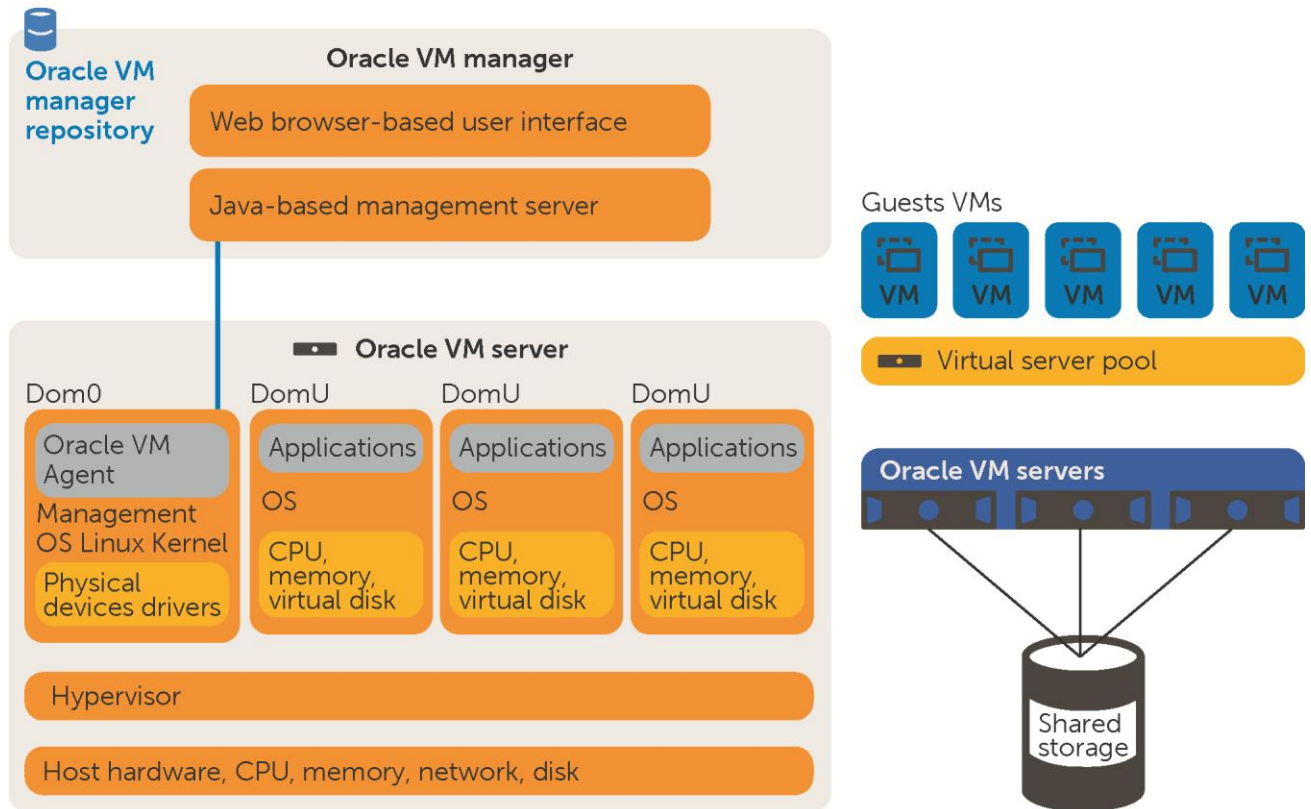 Oracle VM
manager
repository
Oracle VM manager
Web browser-based user interface
Java-based management server
Oracle VM server
Dom0
Oracle VM
Agent
Management
OS Linux Kernel
Physical
devices drivers
DomU
Applications
OS
CPU,
memory,
virtual disk
DomU
Applications
OS
CPU,
memory,
virtual disk
DomU
Applications
OS
CPU,
memory,
virtual disk
Hypervisor
Host hardware, CPU, memory, network, disk
Guests VMs
VM
VM
VM
VM
VM
Virtual server pool
Oracle VM servers
Shared
storage